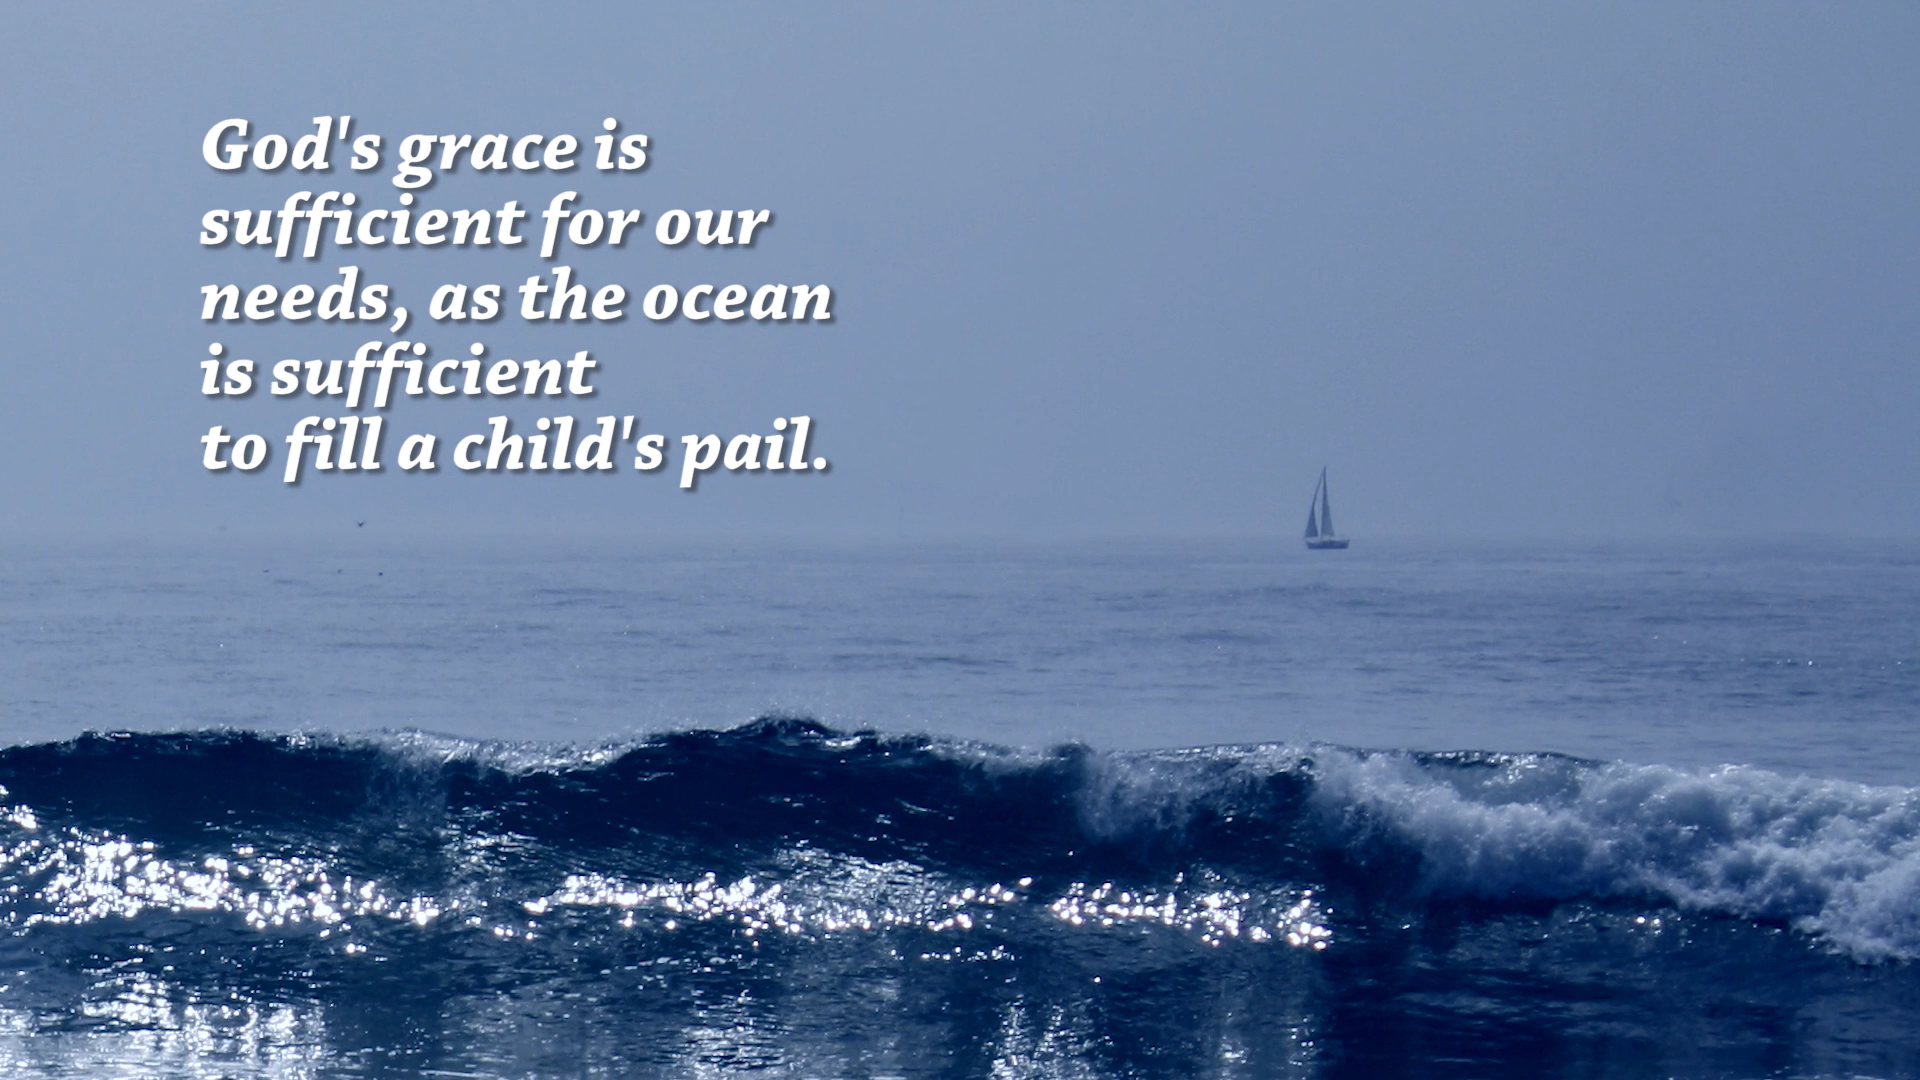 God's grace is
sufficient for our
needs, as the ocean
is sufficient
to fill a child's pail.